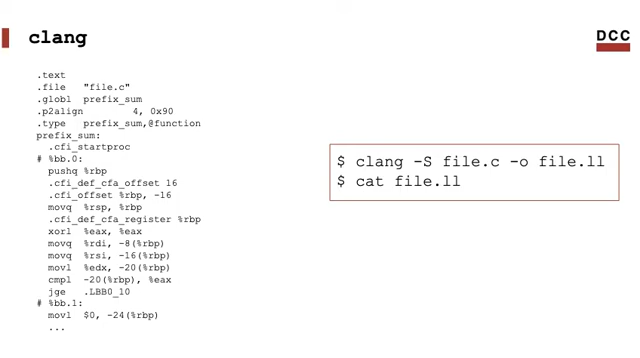 clang
DCC
.text
.file "file.c"
.globl prefix_sum
.p2align 4, 0x90
.type prefix_sum,@function
prefix_sum:
.cfi_startproc
# %bb.0:
pushq %rbp
.cfi_def_cfa_offset 16
.cfi_offset %rbp, -16
movq %rsp, %rbp
.cfi_def_cfa_register %rbp
xorl %eax, %eax
movq %rdi, -8(%rbp)
movq %rsi, -16(%rbp)
movl %edx, -20(%rbp)
cmpl -20(%rbp), %eax
jge .LBB0_10
# %bb.1:
movl $0, -24(%rbp)
...
$ clang -S file.c -o file.ll
$ cat file.ll